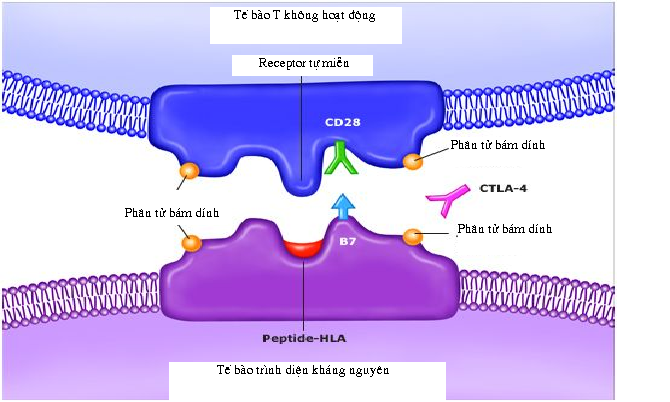 Tế bào T không hoạt động
Receptor tự miễn
CD28
Phân tử bám dính
CTLA-4
Phân tử bám dính
Phân tử bám dính
B7
Peptide-HLA
Tế bào trình diện kháng nguyên